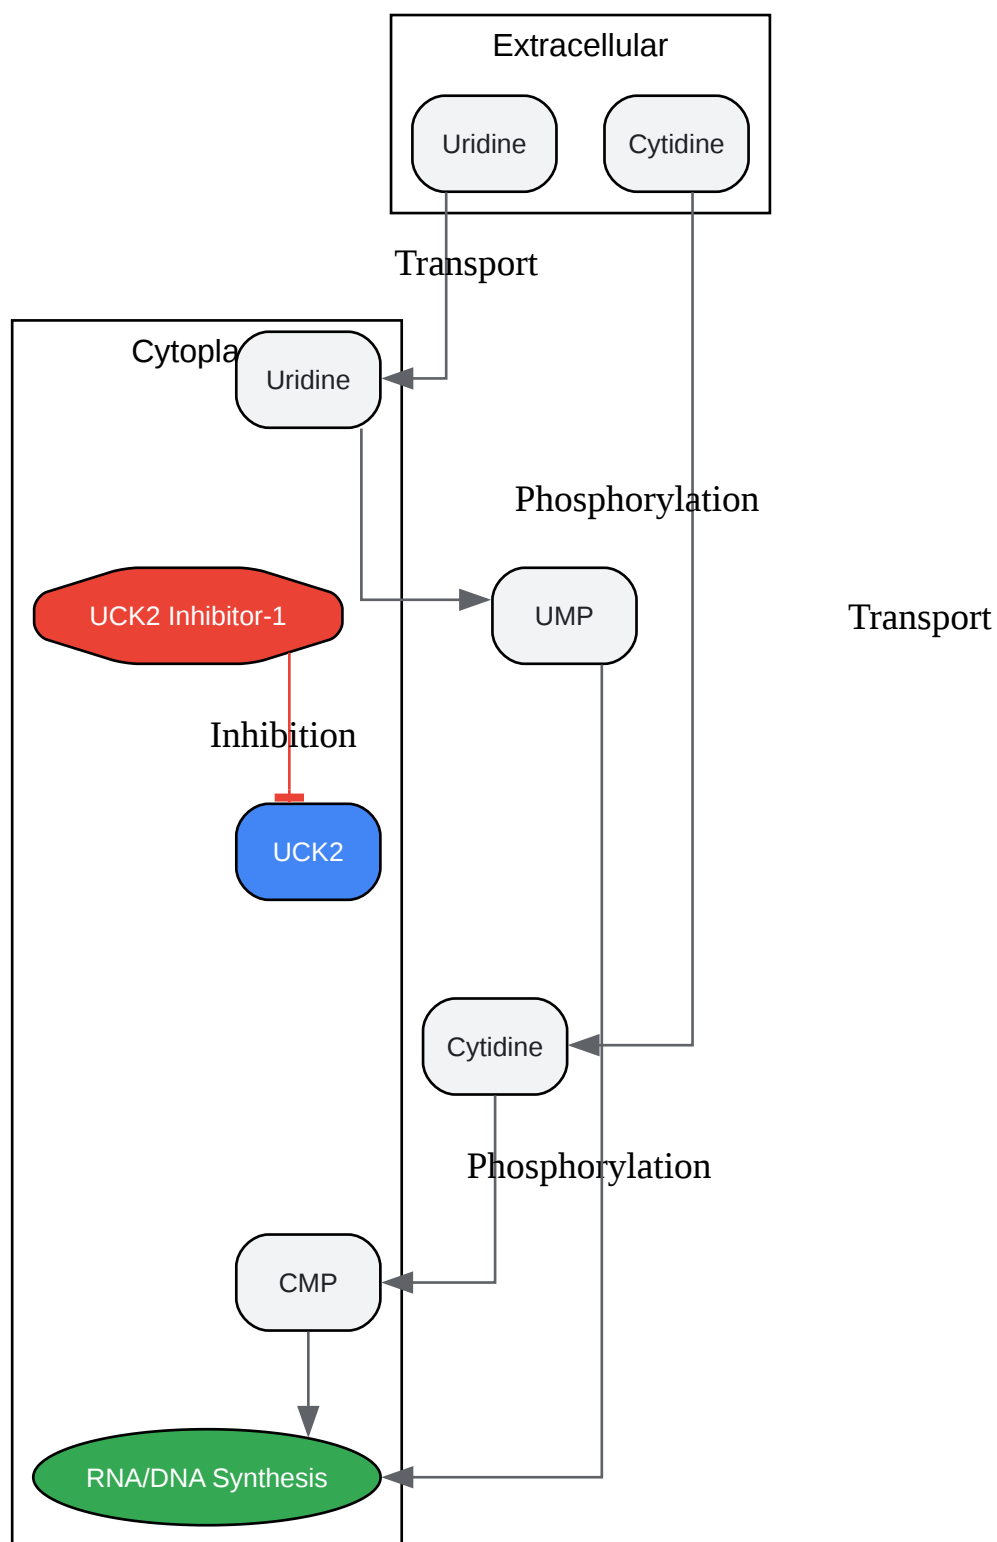 Extracellular
Uridine
Cytidine
Transport
Cytopla
Uridine
Phosphorylation
UCK2 Inhibitor-1
UMP
Transport
Inhibition
UCK2
Cytidine
Phosphorylation
CMP
RNA/DNA Synthesis